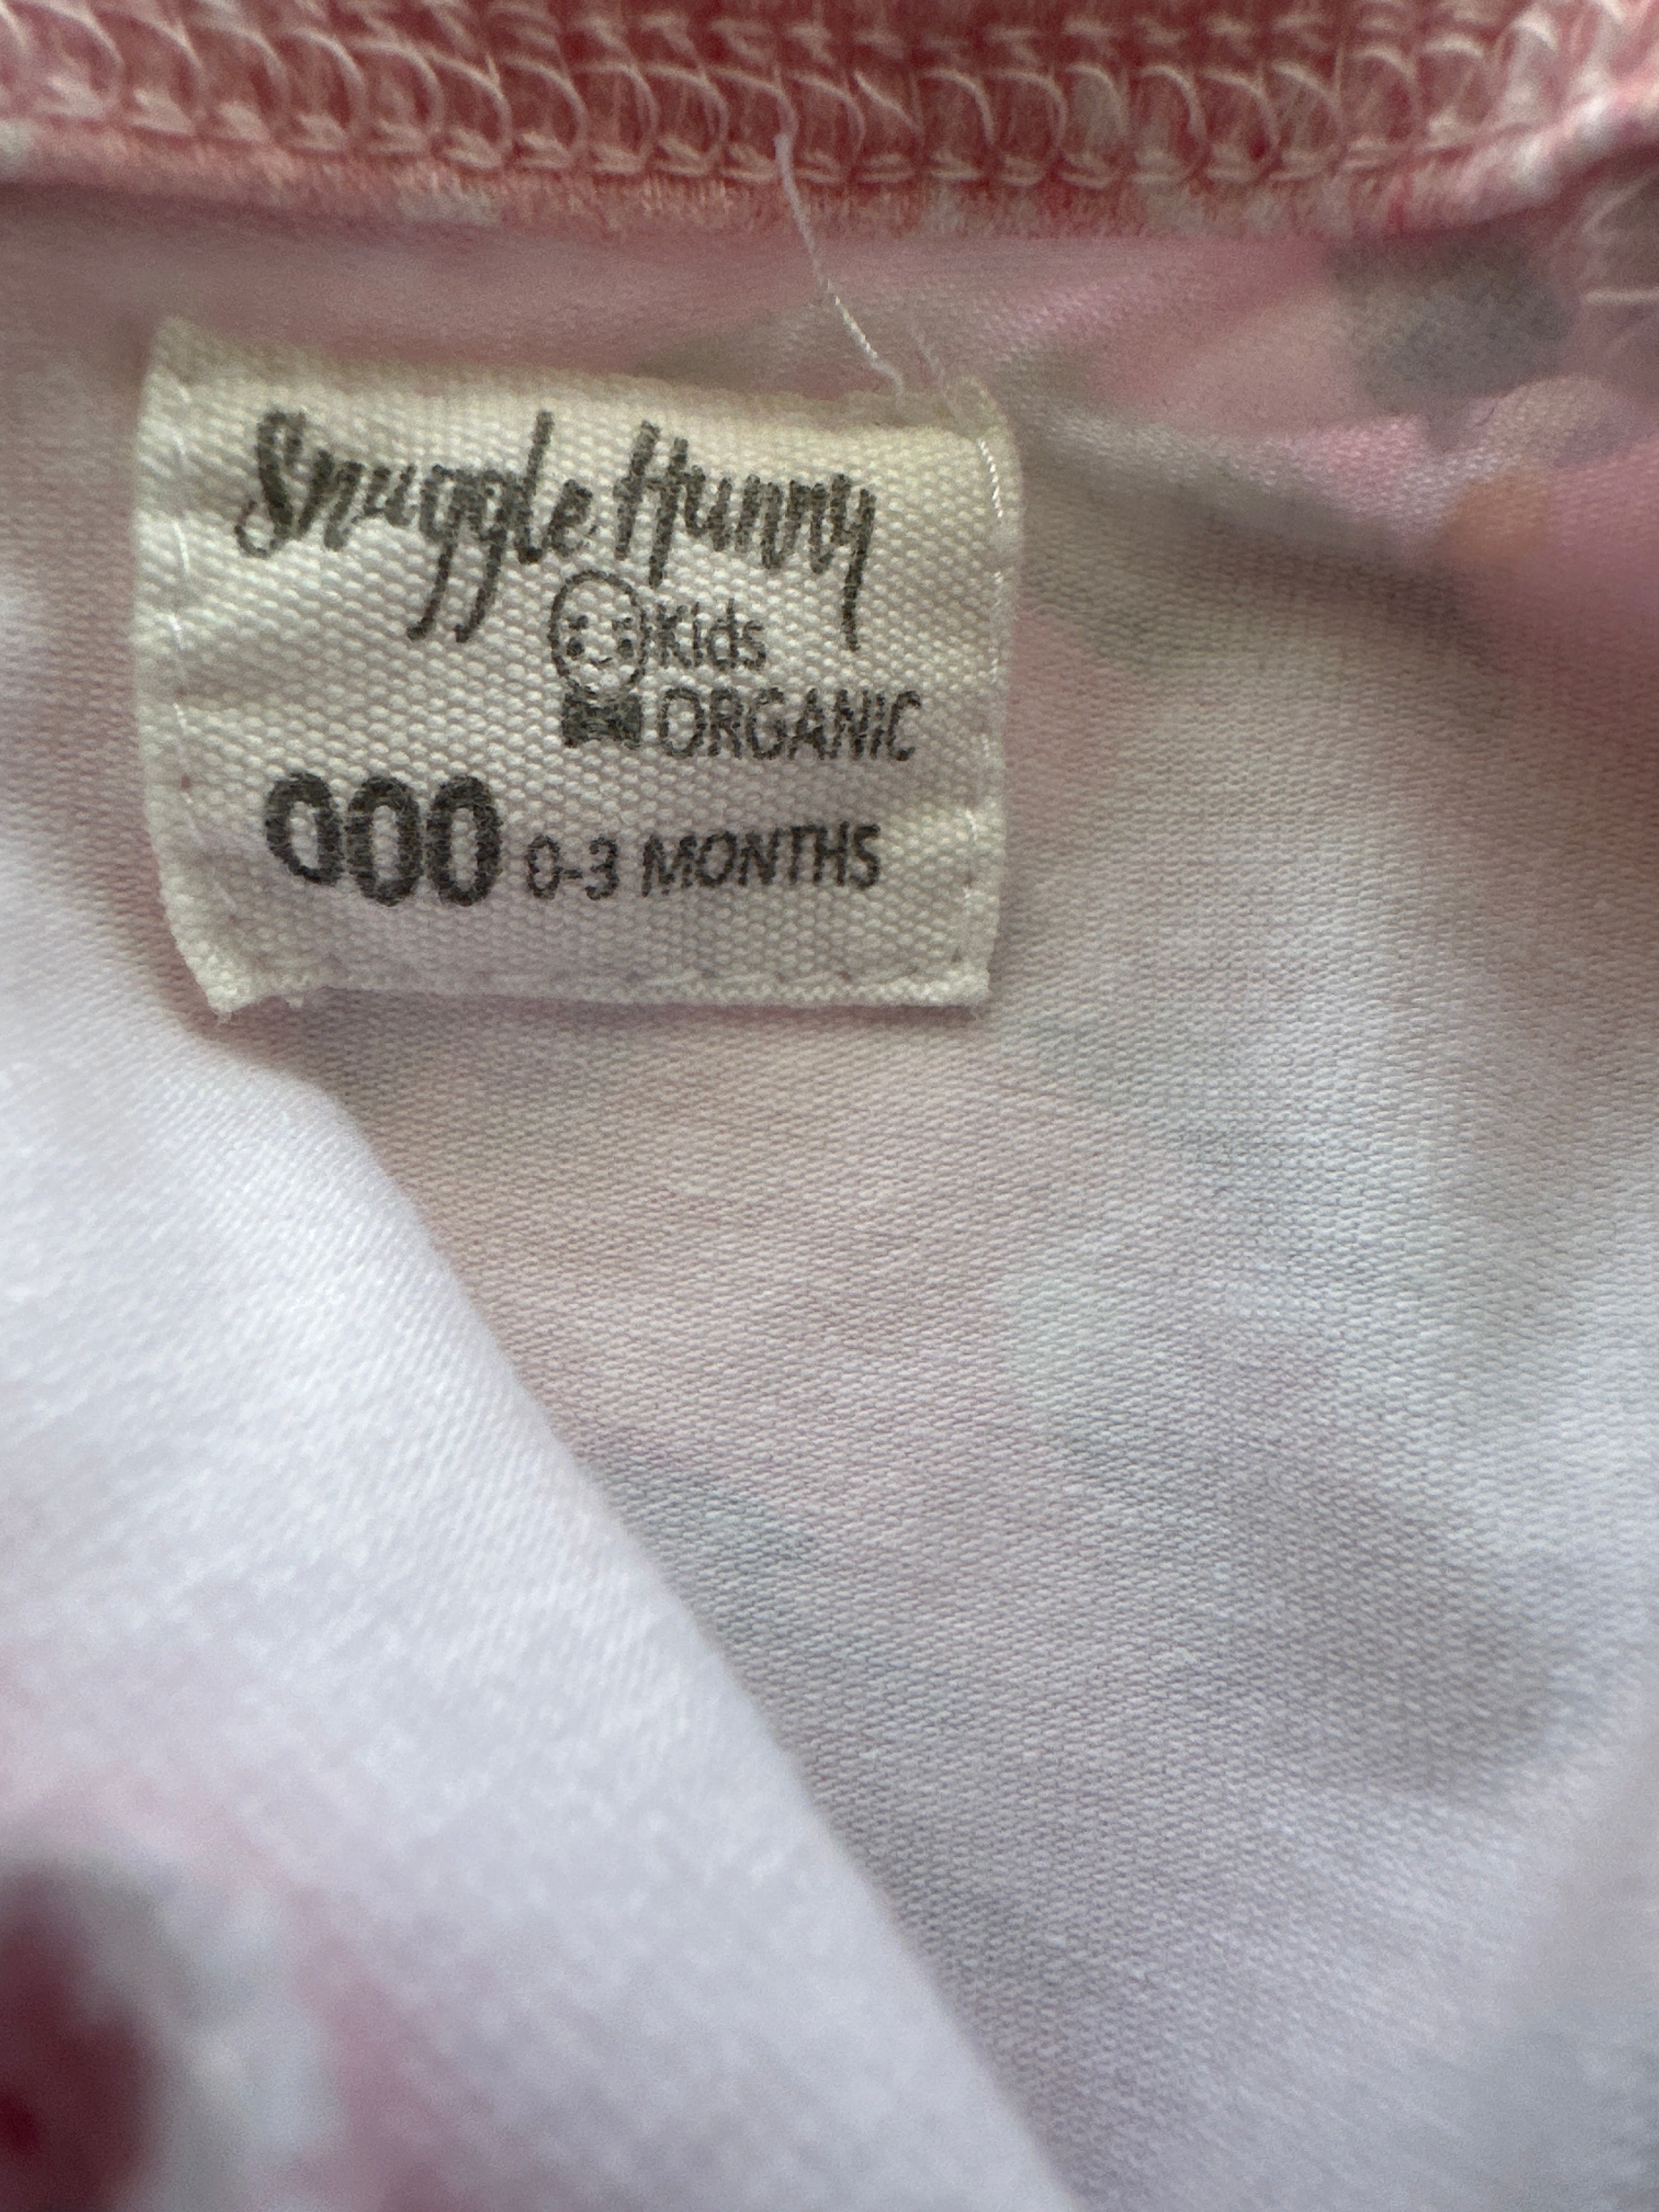 Snuggle Hunny
Kids
ORGANIC
000 0-3 MONTHS